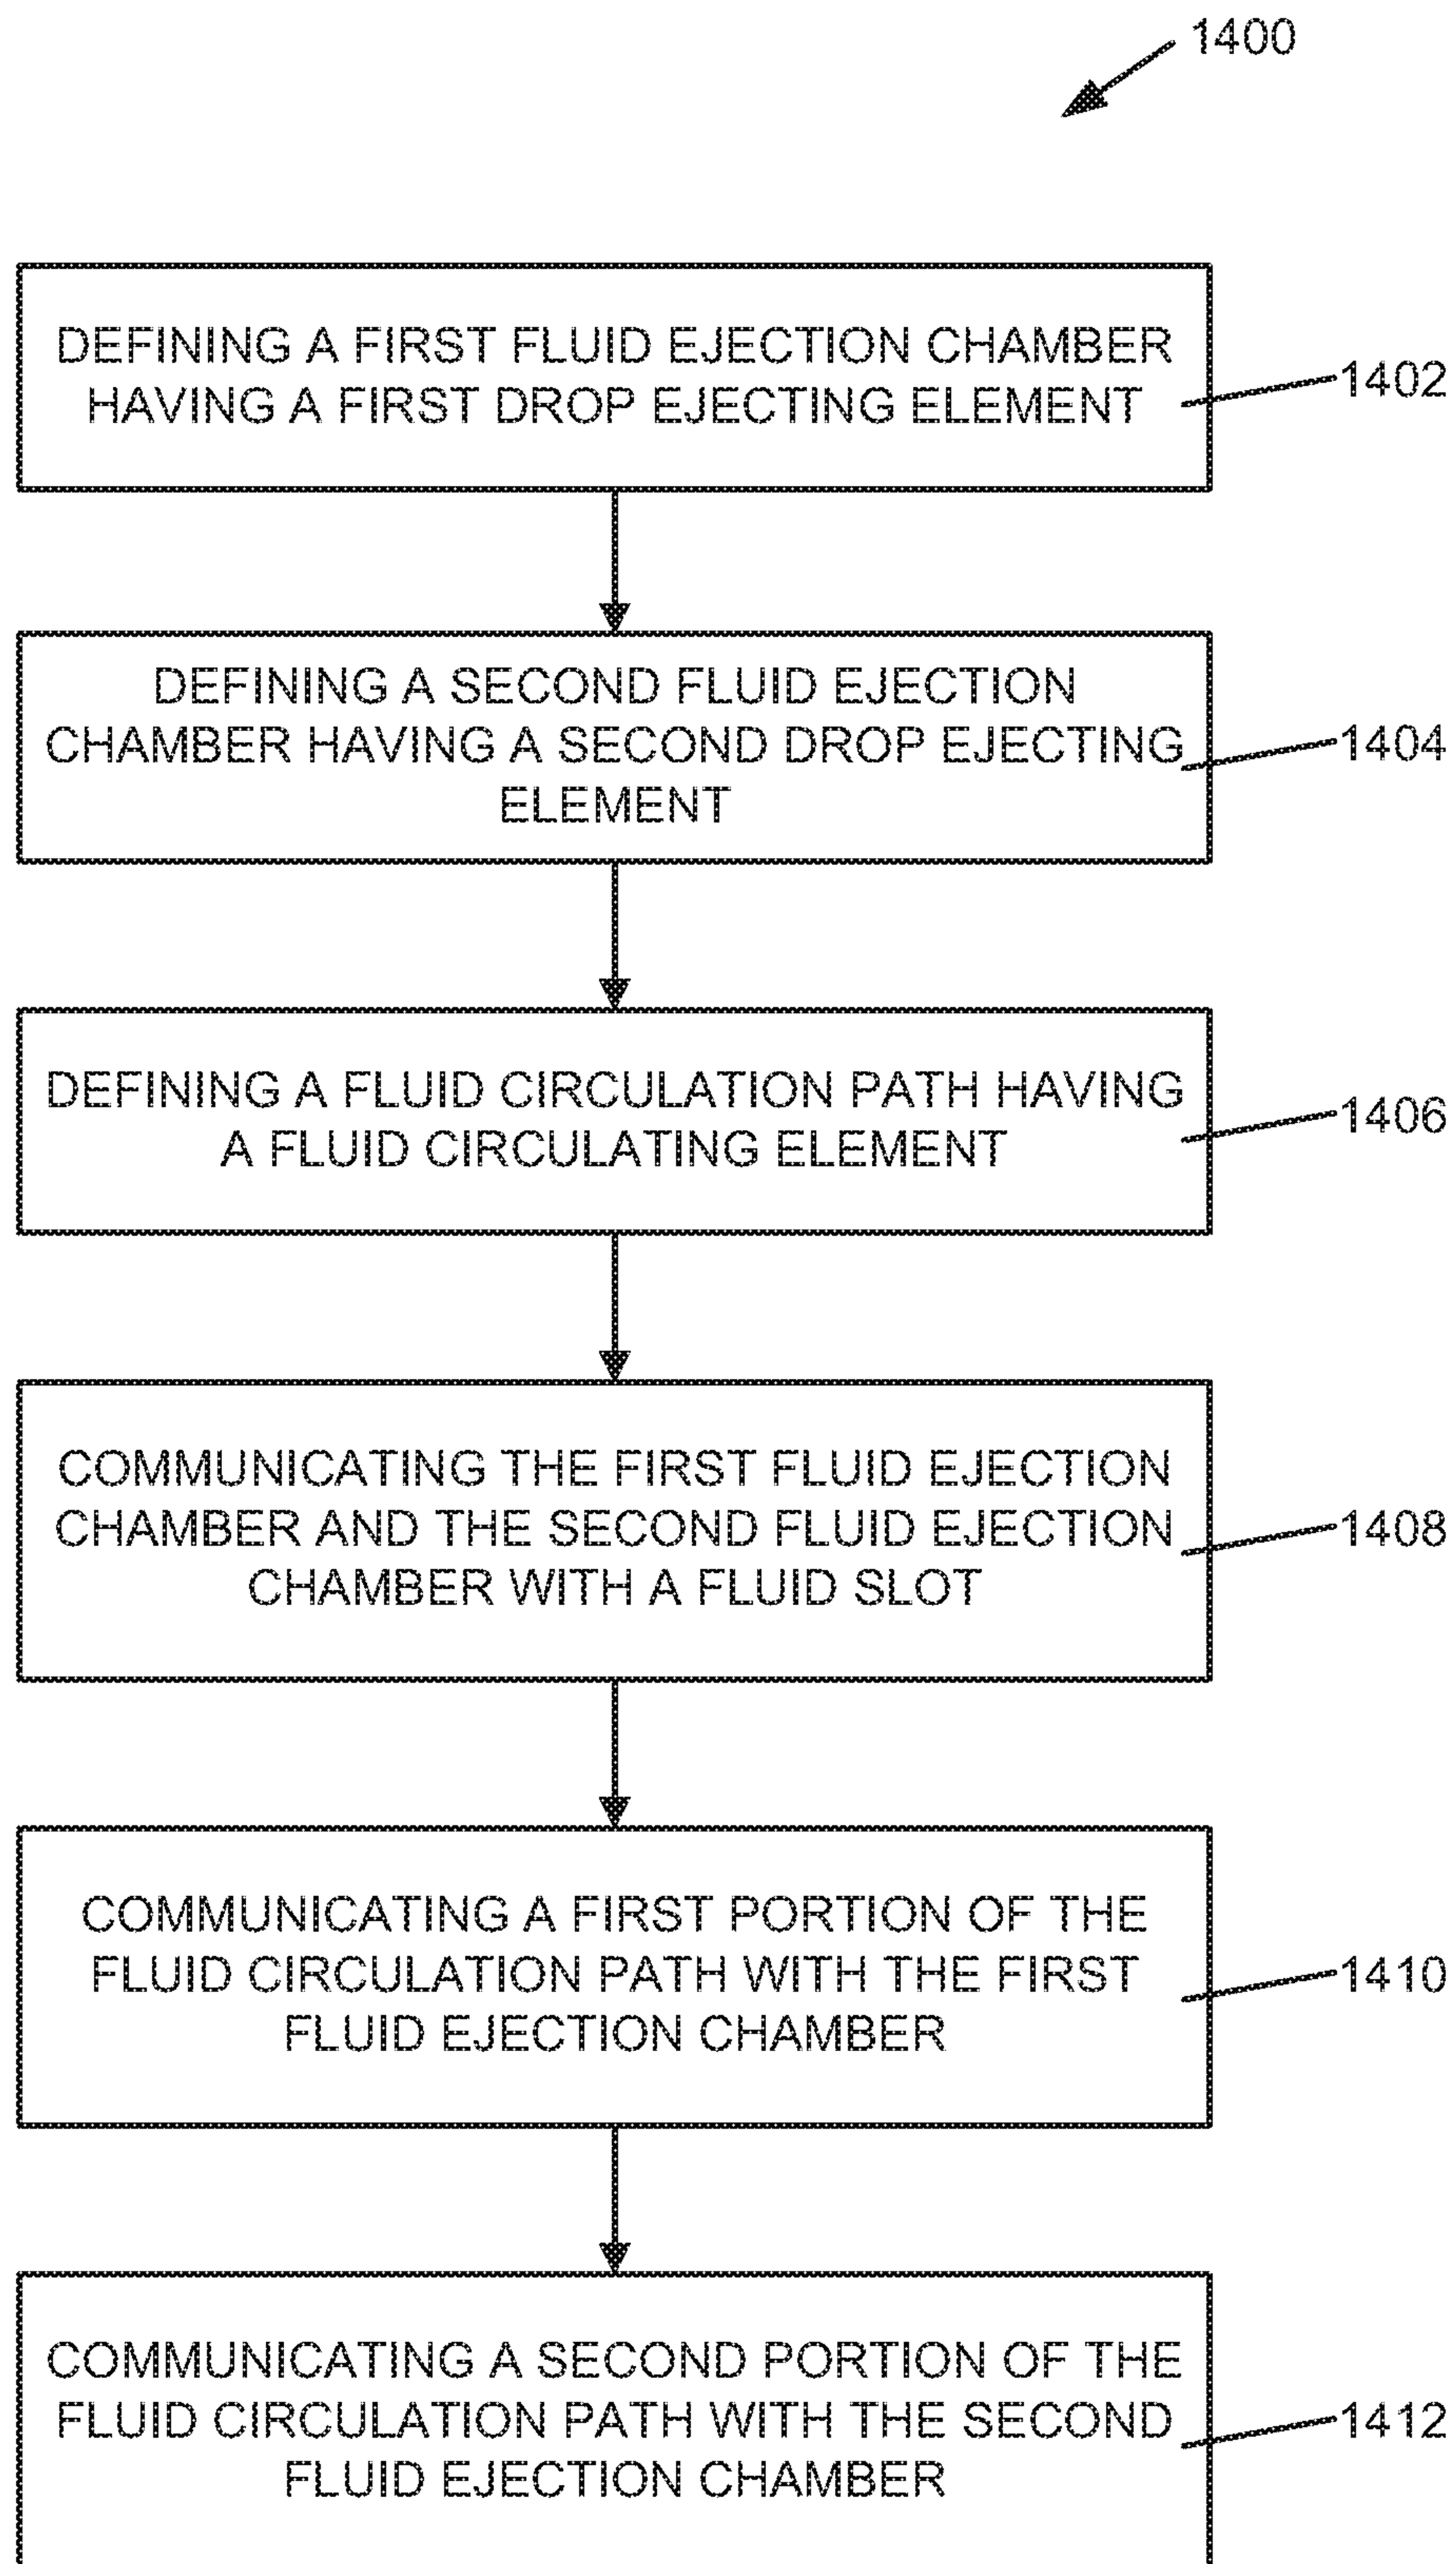 1400
DEFINING A FIRST FLUID EJECTION CHAMBER
HAVING A FIRST DROP EJECTING ELEMENT
1402
DEFINING A SECOND FLUID EJECTION
CHAMBER HAVING A SECOND DROP EJECTING
ELEMENT
1404
DEFINING A FLUID CIRCULATION PATH HAVING
A FLUID CIRCULATING ELEMENT
1406
COMMUNICATING THE FIRST FLUID EJECTION
CHAMBER AND THE SECOND FLUID EJECTION
CHAMBER WITH A FLUID SLOT
1408
COMMUNICATING A FIRST PORTION OF THE
FLUID CIRCULATION PATH WITH THE FIRST
FLUID EJECTION CHAMBER
1410
COMMUNICATING A SECOND PORTION OF THE
FLUID CIRCULATION PATH WITH THE SECOND
FLUID EJECTION CHAMBER
1412